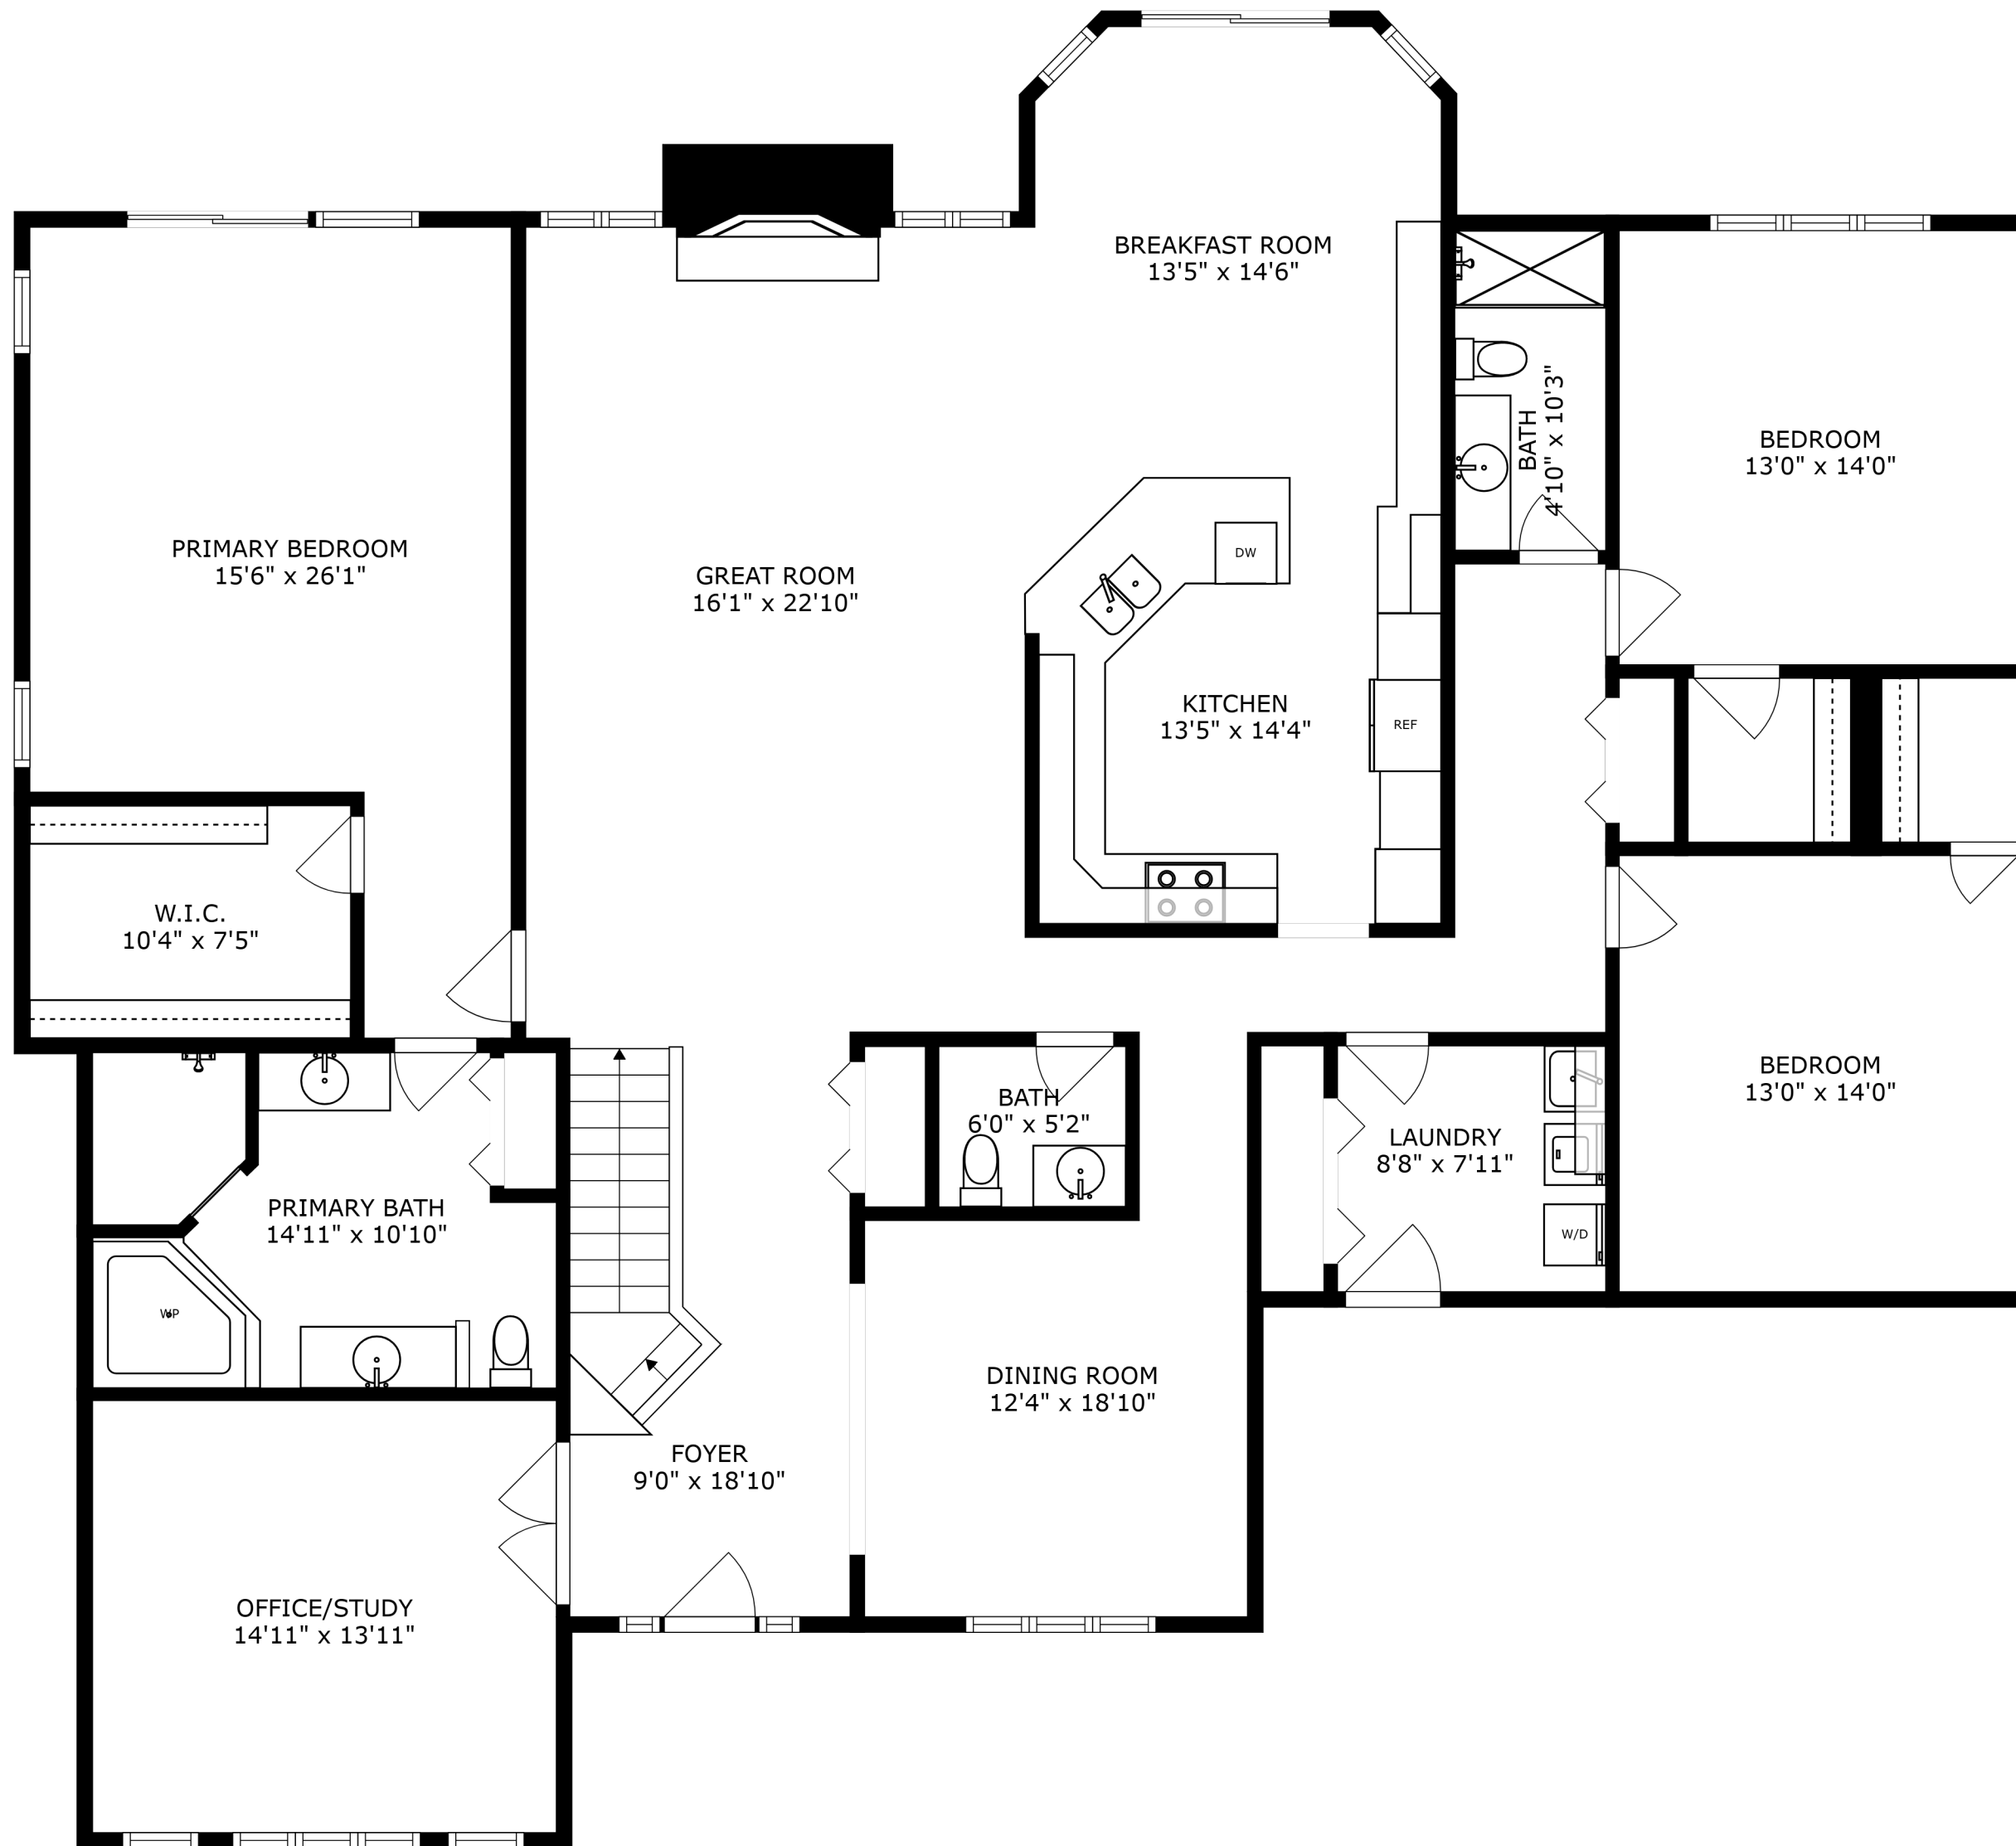 BREAKFAST ROOM
13'5" x 14'6"
BATH
4'10" x 10'3"
BEDROOM
13'0" x 14'0"
PRIMARY BEDROOM
15'6" x 26'1"
GREAT ROOM
16'1" x 22'10"
DW
KITCHEN
13'5" x 14'4"
REF
W.I.C.
10'4" x 7'5"
BEDROOM
13'0" x 14'0"
BATH
6'0" x 5'2"
LAUNDRY
8'8" x 7'11"
W/D
PRIMARY BATH
14'11" x 10'10"
WP
DINING ROOM
12'4" x 18'10"
FOYER
9'0" x 18'10"
OFFICE/STUDY
14'11" x 13'11"